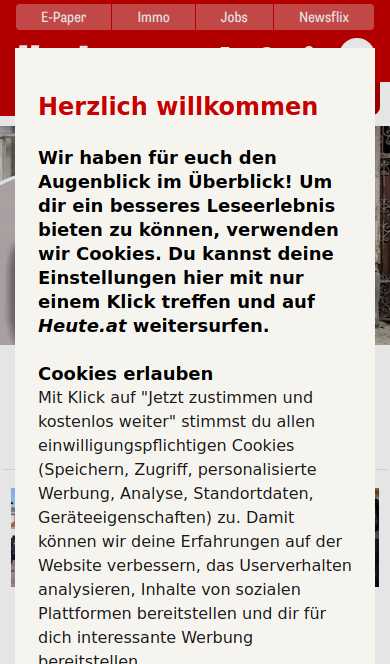 E-Paper Immo Jobs Newsflix
Herzlich willkommen
Wir haben für euch den
Augenblick im Überblick! Um
dir ein besseres Leseerlebnis
bieten zu können, verwenden
wir Cookies. Du kannst deine
Einstellungen hier mit nur
einem Klick treffen und auf
Heute.at weitersurfen.
Cookies erlauben
Mit Klick auf "Jetzt zustimmen und
kostenlos weiter" stimmst du allen
einwilligungspflichtigen Cookies
(Speichern, Zugriff, personalisierte
Werbung, Analyse, Standortdaten,
Geräteeigenschaften) zu. Damit
können wir deine Erfahrungen auf der
Website verbessern, das Userverhalten
analysieren, Inhalte von sozialen
Plattformen bereitstellen und dir für
dich interessante Werbung
bereitstellen